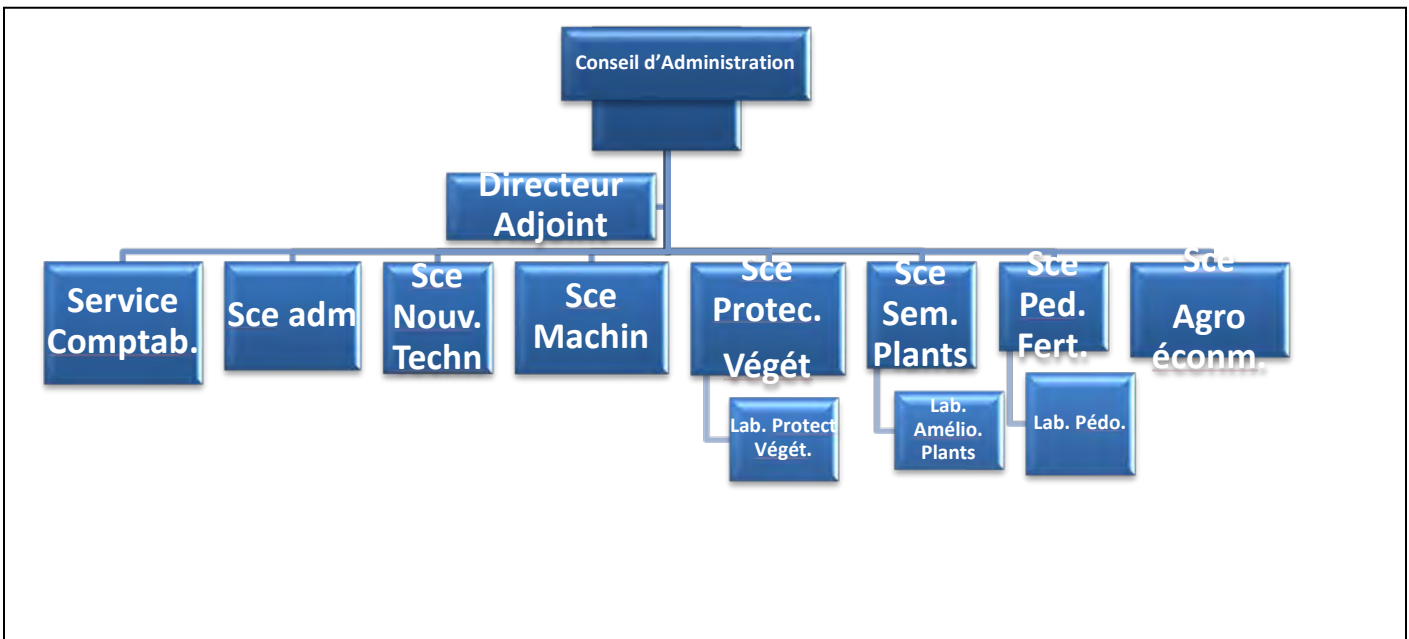 Conseil d’Administration
Directeur
Adjoint
Service
Comptab.
Sce adm
Sce
Nouv.
Techn
Sce
Machin
Sce
Protec.
Végét
Sce
Sem.
Plants
Sce
Ped.
Fert.
Sce
Agro
éconm.
Lab. Protect
Végét.
Lab.
Amélio.
Plants
Lab. Pédo.